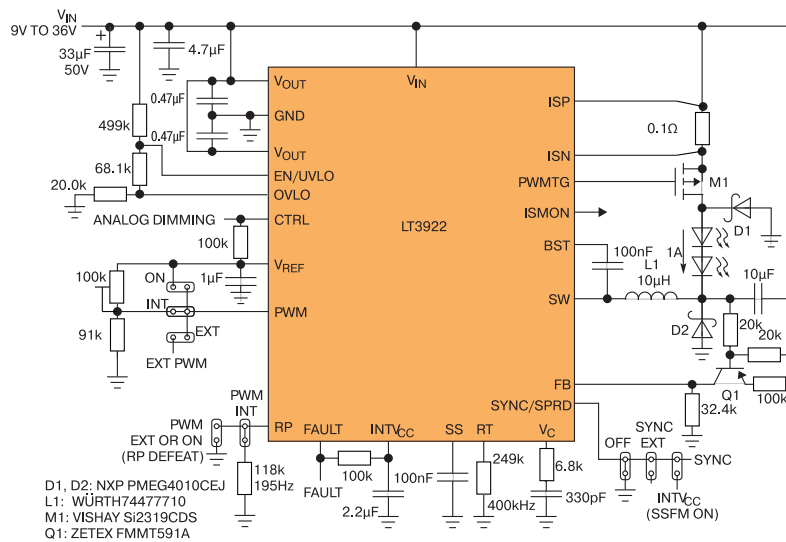 VIN
9V TO 36V
33µF
50V
4.7µF
499k
68.1k
20.0k
0.47µF
0.47µF
VOUT
GND
VOUT
EN/UVLO
OVLO
CTRL
VREF
PWM
RP
FAULT
INTVCC
SS
RT
VC
VIN
LT3922
ISP
ISN
PWMTG
ISMON
BST
SW
FB
SYNC/SPRD
ANALOG DIMMING
100k
1µF
100k
91k
ON
INT
EXT
EXT PWM
PWM
INT
PWM
EXT OR ON
(RP DEFEAT)
118k
195Hz
FAULT
100k
2.2µF
100nF
249k
400kHz
6.8k
330pF
0.1Ω
M1
D1
1A
100nF
L1
10µH
10µF
D2
20k
20k
Q1
100k
32.4k
OFF
SYNC
EXT
SYNC
INTVCC
(SSFM ON)
D1, D2: NXP PMEG4010CEJ
L1: WÜRTH74477710
M1: VISHAY Si2319CDS
Q1: ZETEX FMMT591A